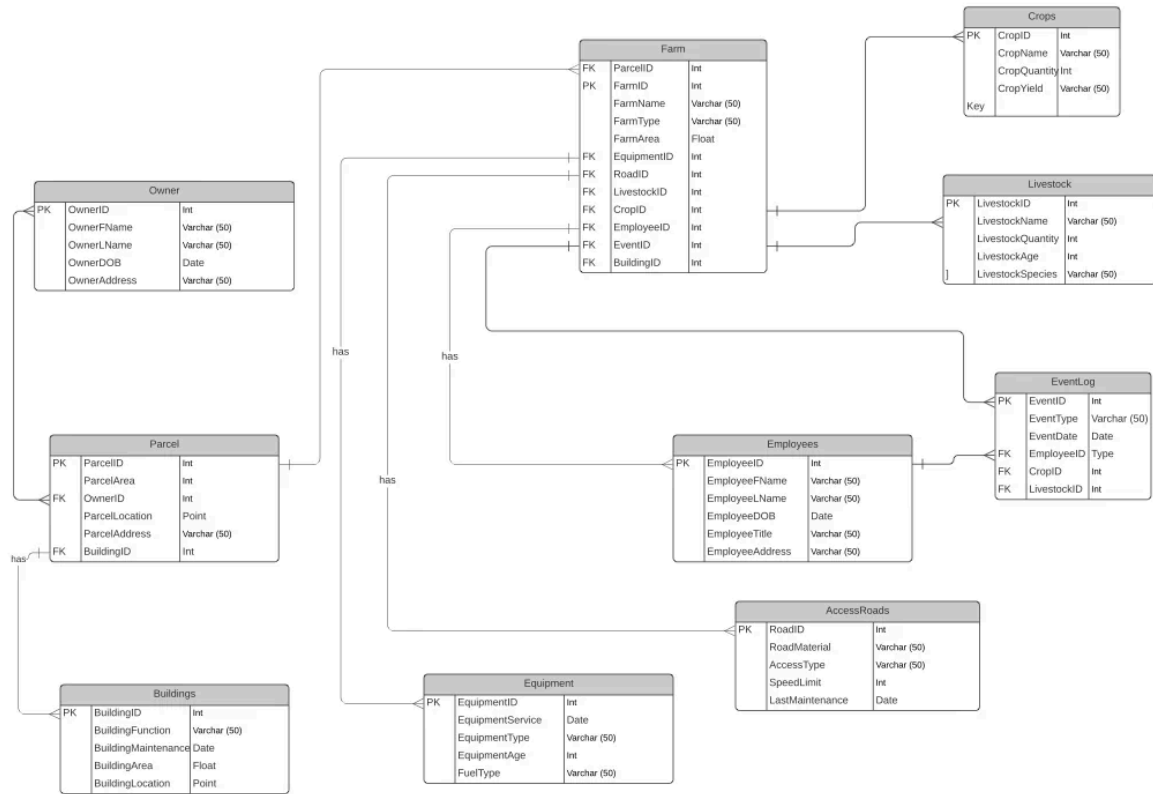 Crops
PK CropID Int
CropName Varchar (50)
CropQuantity Int
CropYield Varchar (50)
Key
Farm
FK ParcelID Int
PK FarmID Int
FarmName Varchar (50)
FarmType Varchar (50)
FarmArea Float
FK EquipmentID Int
FK RoadID Int
FK LivestockID Int
FK CropID Int
FK EmployeeID Int
FK EventID Int
FK BuildingID Int
Livestock
PK LivestockID Int
LivestockName Varchar (50)
LivestockQuantity Int
LivestockAge Int
] LivestockSpecies Varchar (50)
Owner
PK OwnerID Int
OwnerFName Varchar (50)
OwnerLName Varchar (50)
OwnerDOB Date
OwnerAddress Varchar (50)
has
has
has
has
EventLog
PK EventID Int
EventType Varchar (50)
EventDate Date
FK EmployeeID Type
FK CropID Int
FK LivestockID Int
Parcel
PK ParcelID Int
ParcelArea Int
FK OwnerID Int
ParcelLocation Point
ParcelAddress Varchar (50)
FK BuildingID Int
Employees
PK EmployeeID Int
EmployeeFName Varchar (50)
EmployeeLName Varchar (50)
EmployeeDOB Date
EmployeeTitle Varchar (50)
EmployeeAddress Varchar (50)
AccessRoads
PK RoadID Int
RoadMaterial Varchar (50)
AccessType Varchar (50)
SpeedLimit Int
LastMaintenance Date
Buildings
PK BuildingID Int
BuildingFunction Varchar (50)
BuildingMaintenance Date
BuildingArea Float
BuildingLocation Point
Equipment
PK EquipmentID Int
EquipmentService Date
EquipmentType Varchar (50)
EquipmentAge Int
FuelType Varchar (50)